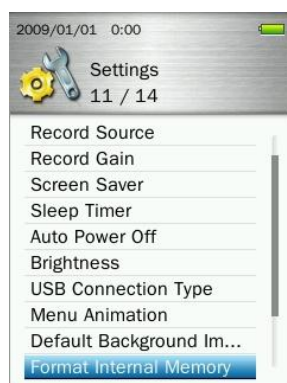 2009/01/01 0:00
Settings
11 / 14
Record Source
Record Gain
Screen Saver
Sleep Timer
Auto Power Off
Brightness
USB Connection Type
Menu Animation
Default Background Im...
Format Internal Memory